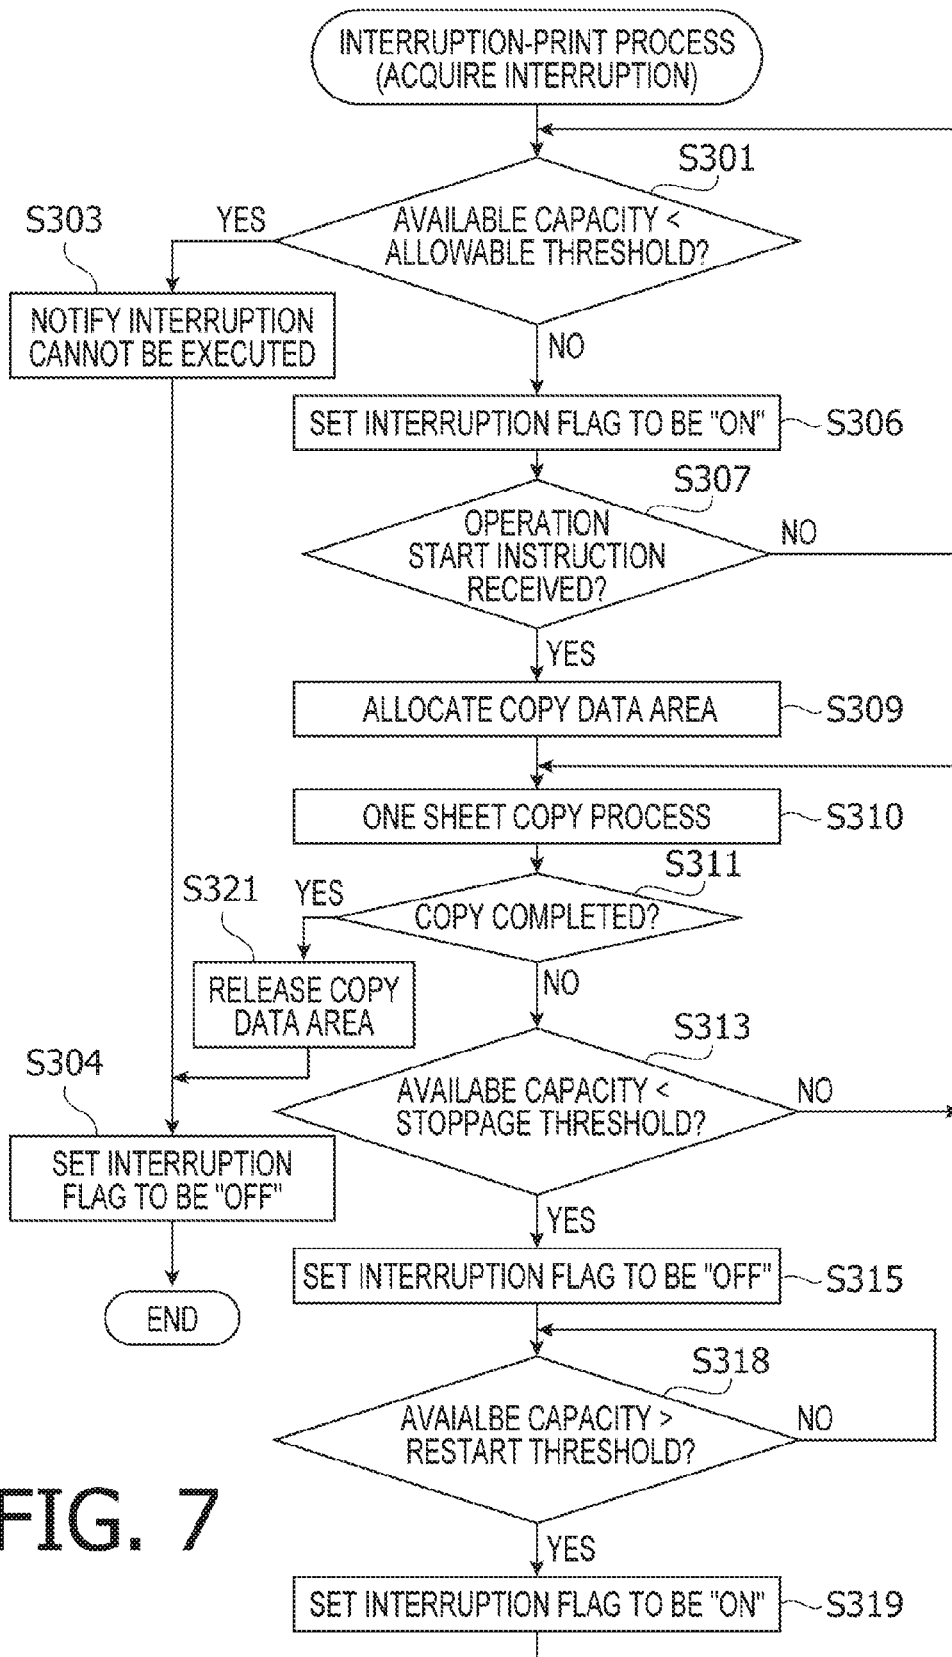 INTERRUPTION-PRINT PROCESS
(ACQUIRE INTERRUPTION)
S301
AVAILABLE CAPACITY <
ALLOWABLE THRESHOLD?
YES
S303
NOTIFY INTERRUPTION
CANNOT BE EXECUTED
NO
SET INTERRUPTION FLAG TO BE "ON"
S306
S307
OPERATION
START INSTRUCTION
RECEIVED?
NO
YES
ALLOCATE COPY DATA AREA
S309
ONE SHEET COPY PROCESS
S310
S311
COPY COMPLETED?
YES
S321
RELEASE COPY
DATA AREA
NO
S313
AVAILABE CAPACITY <
STOPPAGE THRESHOLD?
NO
S304
SET INTERRUPTION
FLAG TO BE "OFF"
YES
SET INTERRUPTION FLAG TO BE "OFF"
S315
END
S318
AVAIALBE CAPACITY >
RESTART THRESHOLD?
NO
YES
SET INTERRUPTION FLAG TO BE "ON"
S319
FIG. 7